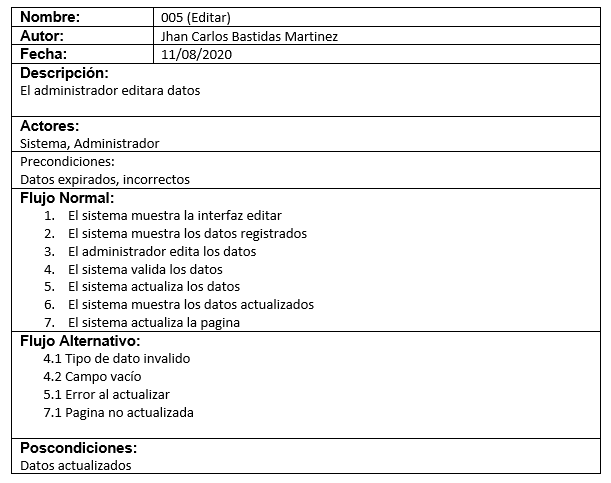 Nombre: 005 (Editar)
Autor: Jhan Carlos Bastidas Martinez
Fecha: 11/08/2020
Descripción:
El administrador editara datos
Actores:
Sistema, Administrador
Precondiciones:
Datos expirados, incorrectos
Flujo Normal:
1. El sistema muestra la interfaz editar
2. El sistema muestra los datos registrados
3. El administrador edita los datos
4. El sistema valida los datos
5. El sistema actualiza los datos
6. El sistema muestra los datos actualizados
7. El sistema actualiza la pagina
Flujo Alternativo:
4.1 Tipo de dato invalido
4.2 Campo vacío
5.1 Error al actualizar
7.1 Pagina no actualizada
Poscondiciones:
Datos actualizados